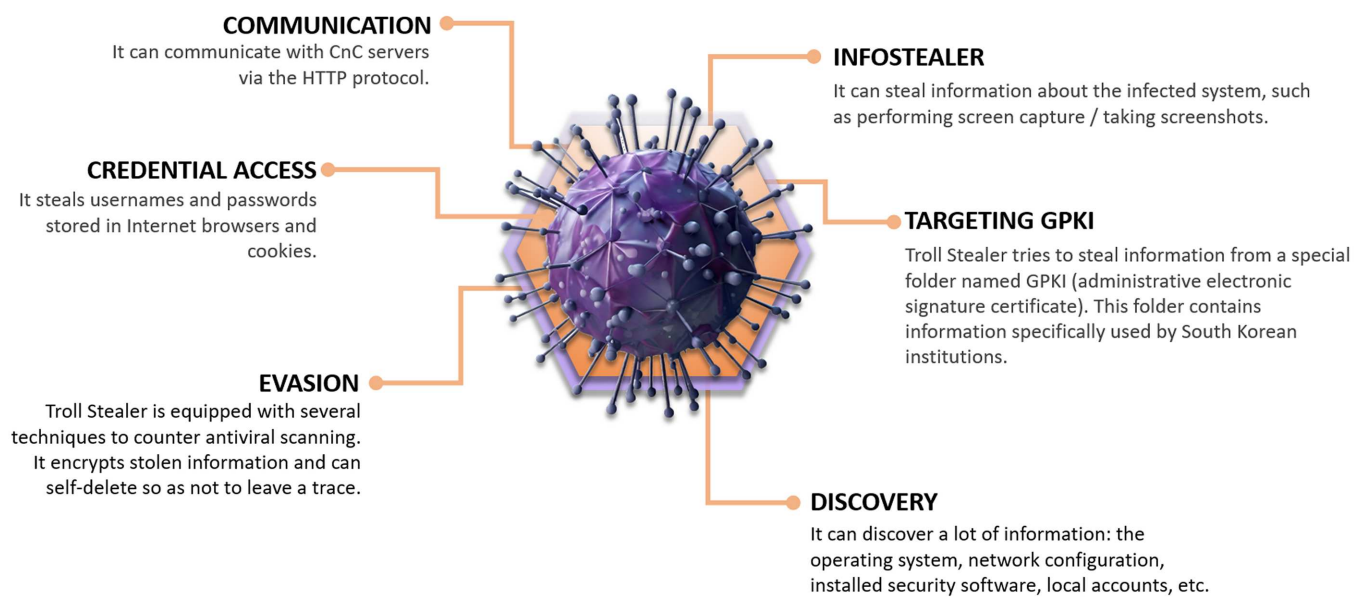 COMMUNICATION
It can communicate with CnC servers
via the HTTP protocol.
INFOSTEALER
It can steal information about the infected system, such
as performing screen capture / taking screenshots.
CREDENTIAL ACCESS
It steals usernames and passwords
stored in Internet browsers and
cookies.
TARGETING GPKI
Troll Stealer tries to steal information from a special
folder named GPKI (administrative electronic
signature certificate). This folder contains
information specifically used by South Korean
institutions.
EVASION
Troll Stealer is equipped with several
techniques to counter antiviral scanning.
It encrypts stolen information and can
self-delete so as not to leave a trace.
DISCOVERY
It can discover a lot of information: the
operating system, network configuration,
installed security software, local accounts, etc.